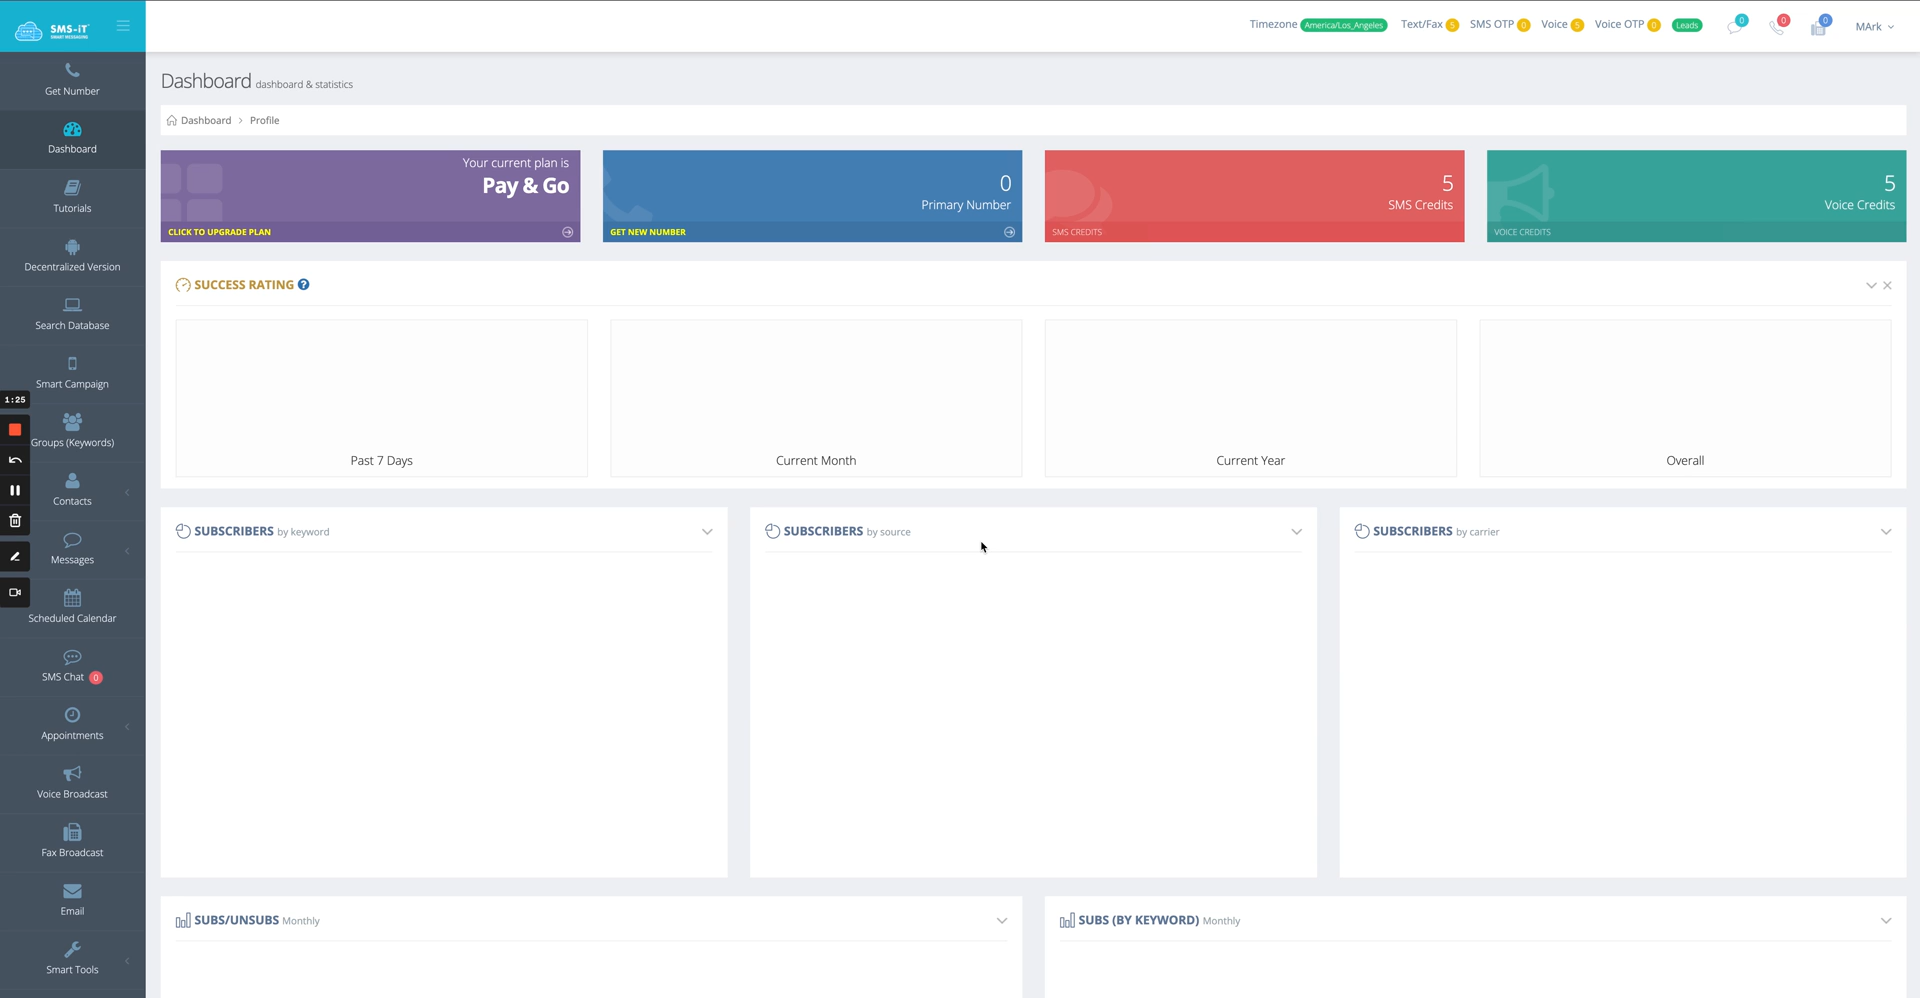 SMS-iT
SMART MESSAGING
Timezone America/Los_Angeles Text/Fax 5 SMS OTP 0 Voice 5 Voice OTP 0 Leads 0 0 0 MArk
Get Number
Dashboard
Tutorials
Decentralized Version
Search Database
Smart Campaign
1:25
Groups (Keywords)
Contacts
Messages
Scheduled Calendar
SMS Chat 0
Appointments
Voice Broadcast
Fax Broadcast
Email
Smart Tools
Dashboard dashboard & statistics
Dashboard > Profile
Your current plan is
Pay & Go
CLICK TO UPGRADE PLAN
0
Primary Number
GET NEW NUMBER
5
SMS Credits
SMS CREDITS
5
Voice Credits
VOICE CREDITS
SUCCESS RATING ?
Past 7 Days
Current Month
Current Year
Overall
SUBSCRIBERS by keyword
SUBSCRIBERS by source
SUBSCRIBERS by carrier
SUBS/UNSUBS Monthly
SUBS (BY KEYWORD) Monthly